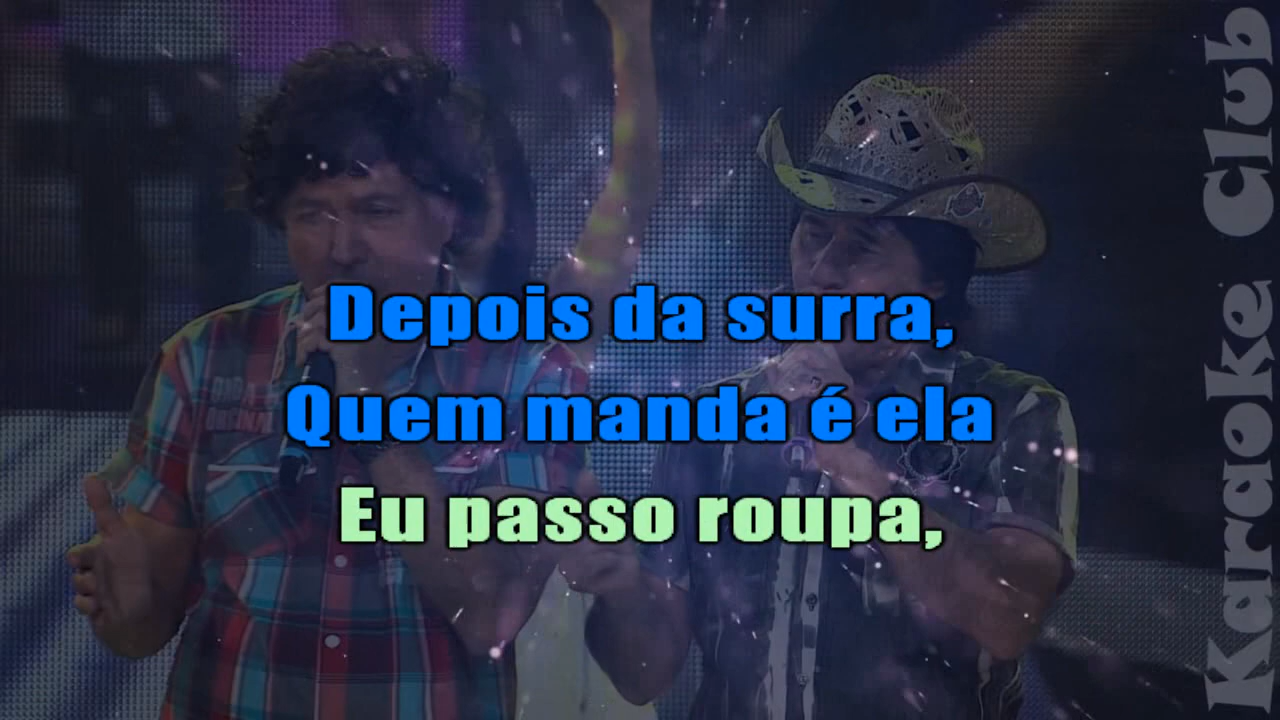 Depois da surra,
Quem manda é ela
Eu passo roupa,
Karaoke Club